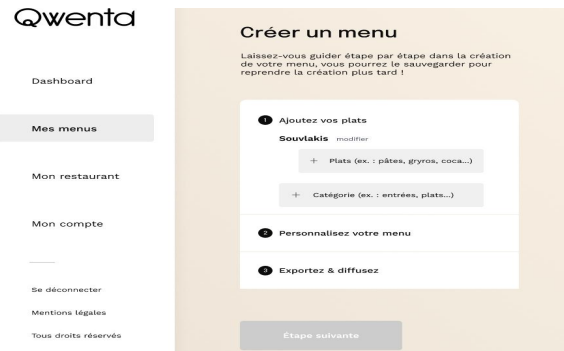 Qwenta
Dashboard
Mes menus
Mon restaurant
Mon compte
Se déconnecter
Mentions légales
Tous droits réservés
Créer un menu
Laissez-vous guider étape par étape dans la création
de votre menu, vous pourrez le sauvegarder pour
reprendre la création plus tard !
1 Ajoutez vos plats
Souvlakis modifier
+ Plats (ex. : pâtes, gryros, coca...)
+ Catégorie (ex. : entrées, plats...)
2 Personnalisez votre menu
3 Exportez & diffusez
Étape suivante